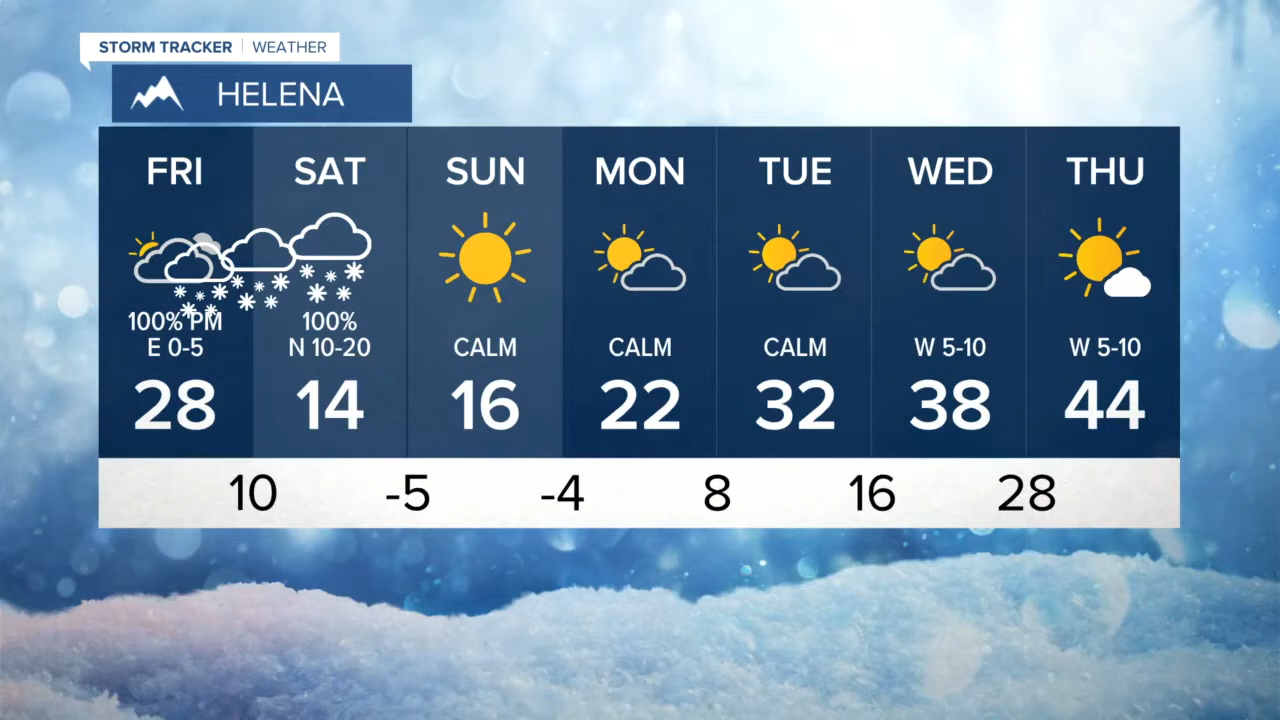 STORM TRACKER | WEATHER
HELENA
FRI SAT SUN MON TUE WED THU
100% PM 100%
E 0-5 N 10-20 CALM CALM CALM W 5-10 W 5-10
28 14 16 22 32 38 44
10 -5 -4 8 16 28